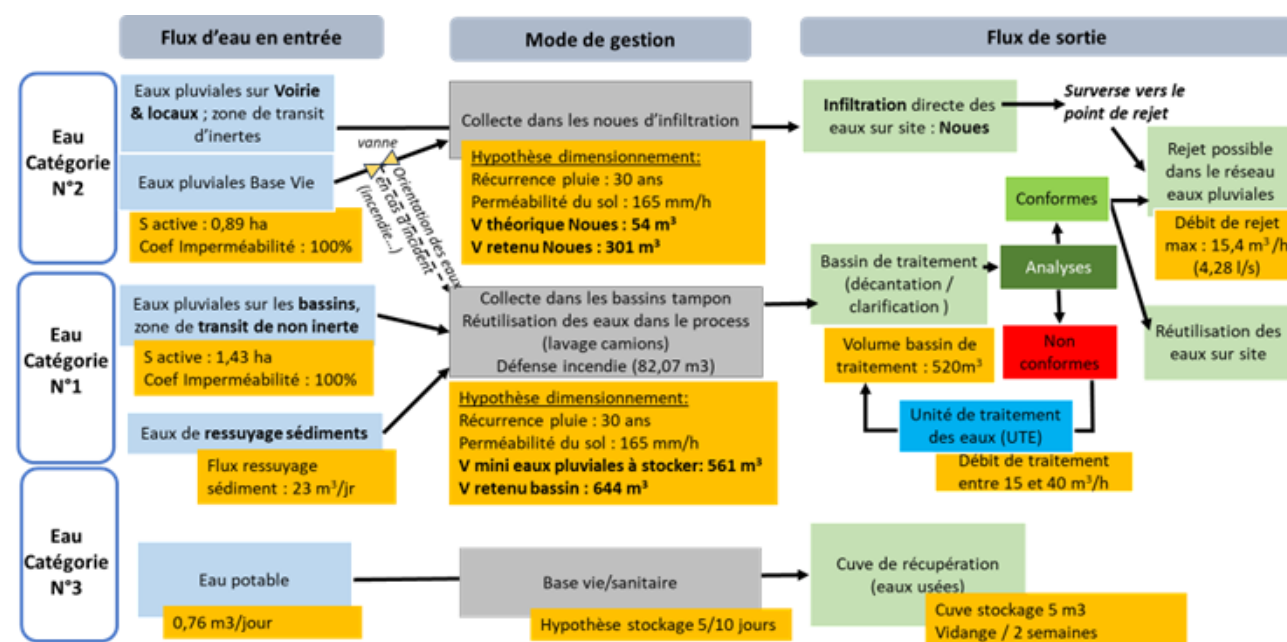 Flux d'eau en entrée
Mode de gestion
Flux de sortie
Eau
Catégorie
N°2
Eaux pluviales sur Voirie
& locaux ; zone de transit
d'inertes
Eaux pluviales Base Vie
S active : 0,89 ha
Coef Imperméabilité : 100%
vanne
Orientation des eaux
en cas d'incident
(incendie...)
Collecte dans les noues d'infiltration
Hypothèse dimensionnement:
Récurrence pluie : 30 ans
Perméabilité du sol : 165 mm/h
V théorique Noues : 54 m³
V retenu Noues : 301 m³
Infiltration directe des
eaux sur site : Noues
Surverse vers le
point de rejet
Rejet possible
dans le réseau
eaux pluviales
Débit de rejet
max : 15,4 m³/h
(4,28 l/s)
Eau
Catégorie
N°1
Eaux pluviales sur les bassins,
zone de transit de non inerte
S active : 1,43 ha
Coef Imperméabilité : 100%
Eaux de ressuyage sédiments
Flux ressuyage
sédiment : 23 m³/jr
Collecte dans les bassins tampon
Réutilisation des eaux dans le process
(lavage camions)
Défense incendie (82,07 m3)
Hypothèse dimensionnement:
Récurrence pluie : 30 ans
Perméabilité du sol : 165 mm/h
V mini eaux pluviales à stocker: 561 m³
V retenu bassin : 644 m³
Bassin de traitement
(décantation /
clarification )
Volume bassin de
traitement : 520m³
Conformes
Analyses
Non
conformes
Unité de traitement
des eaux (UTE)
Débit de traitement
entre 15 et 40 m³/h
Réutilisation des
eaux sur site
Eau
Catégorie
N°3
Eau potable
0,76 m3/jour
Base vie/sanitaire
Hypothèse stockage 5/10 jours
Cuve de récupération
(eaux usées)
Cuve stockage 5 m3
Vidange / 2 semaines